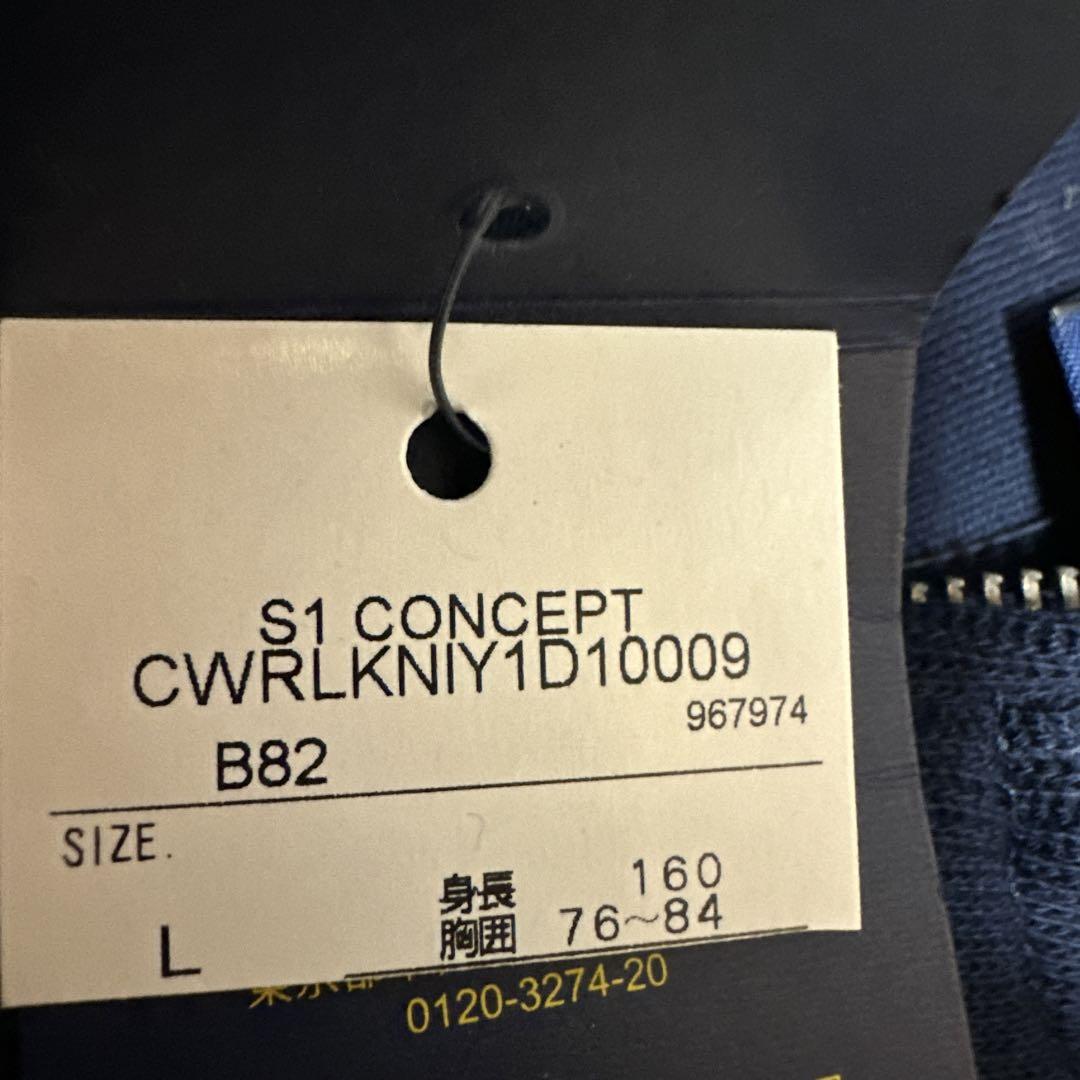 S1 CONCEPT
CWRLKNIY1D10009
967974
B82
SIZE.
L
身長 160
胸囲 76～84
0120-3274-20